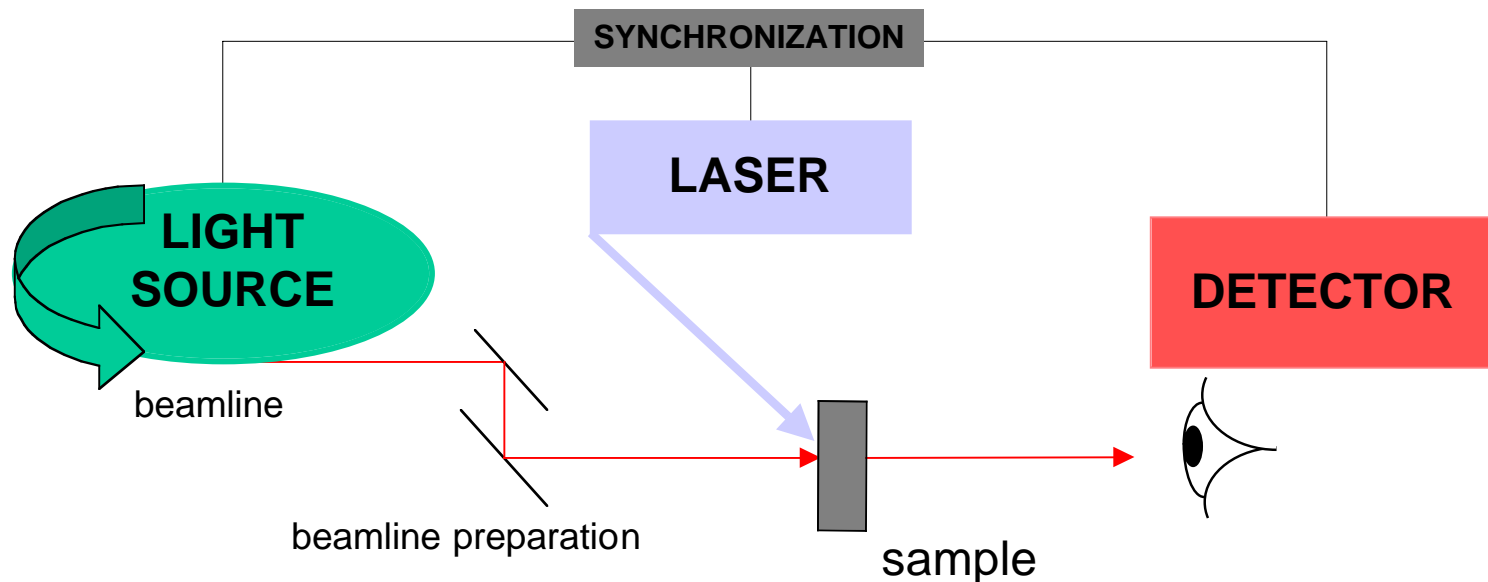 SYNCHRONIZATION
LASER
LIGHT
SOURCE
DETECTOR
beamline
beamline preparation
sample